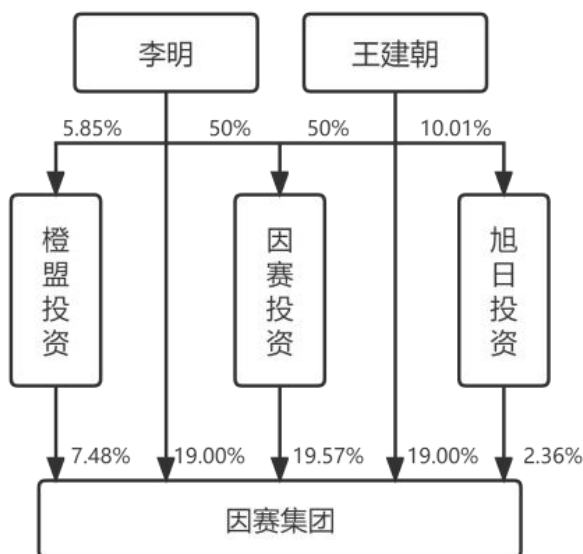 李明
王建朝
5.85%
50%
50%
10.01%
橙盟投资
因赛投资
旭日投资
7.48%
19.00%
19.57%
19.00%
2.36%
因赛集团